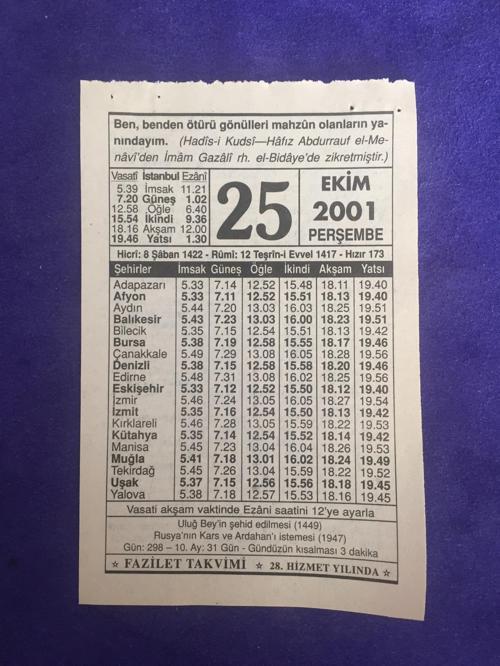 Ben, benden ötürü gönülleri mahzûn olanların ya-
nındayım. (Hadîs-i Kudsî—Hâfız Abdurrauf el-Me-
nâvî'den İmâm Gazâlî rh. el-Bidâye'de zikretmiştir.)
Vasatî İstanbul Ezânî
5.39 İmsak 11.21
7.20 Güneş 1.02
12.58 Öğle 6.40
15.54 İkindi 9.36
18.16 Akşam 12.00
19.46 Yatsı 1.30
25
EKİM
2001
PERŞEMBE
Hicrî: 8 Şâban 1422 - Rûmî: 12 Teşrîn-i Evvel 1417 - Hızır 173
Şehirler İmsak Güneş Öğle İkindi Akşam Yatsı
Adapazarı 5.33 7.14 12.52 15.48 18.11 19.40
Afyon 5.33 7.11 12.52 15.51 18.13 19.40
Aydın 5.44 7.20 13.03 16.03 18.25 19.51
Balıkesir 5.43 7.23 13.03 16.00 18.23 19.51
Bilecik 5.35 7.15 12.54 15.51 18.13 19.42
Bursa 5.38 7.19 12.58 15.55 18.17 19.46
Çanakkale 5.49 7.29 13.08 16.05 18.28 19.56
Denizli 5.38 7.15 12.58 15.58 18.20 19.46
Edirne 5.48 7.31 13.08 16.02 18.25 19.56
Eskişehir 5.33 7.12 12.52 15.50 18.12 19.40
İzmir 5.46 7.24 13.05 16.05 18.27 19.54
İzmit 5.35 7.16 12.54 15.50 18.13 19.42
Kırklareli 5.46 7.28 13.05 15.59 18.22 19.53
Kütahya 5.35 7.14 12.54 15.52 18.14 19.42
Manisa 5.45 7.23 13.04 16.04 18.26 19.53
Muğla 5.41 7.18 13.01 16.02 18.24 19.49
Tekirdağ 5.45 7.26 13.04 15.59 18.22 19.52
Uşak 5.37 7.15 12.56 15.56 18.18 19.45
Yalova 5.38 7.18 12.57 15.53 18.16 19.45
Vasati akşam vaktinde Ezâni saatini 12'ye ayarla
Uluğ Bey'in şehid edilmesi (1449)
Rusya'nın Kars ve Ardahan'ı istemesi (1947)
Gün: 298 – 10. Ay: 31 Gün - Gündüzün kısalması 3 dakika
FAZİLET TAKVİMİ 28. HİZMET YILINDA